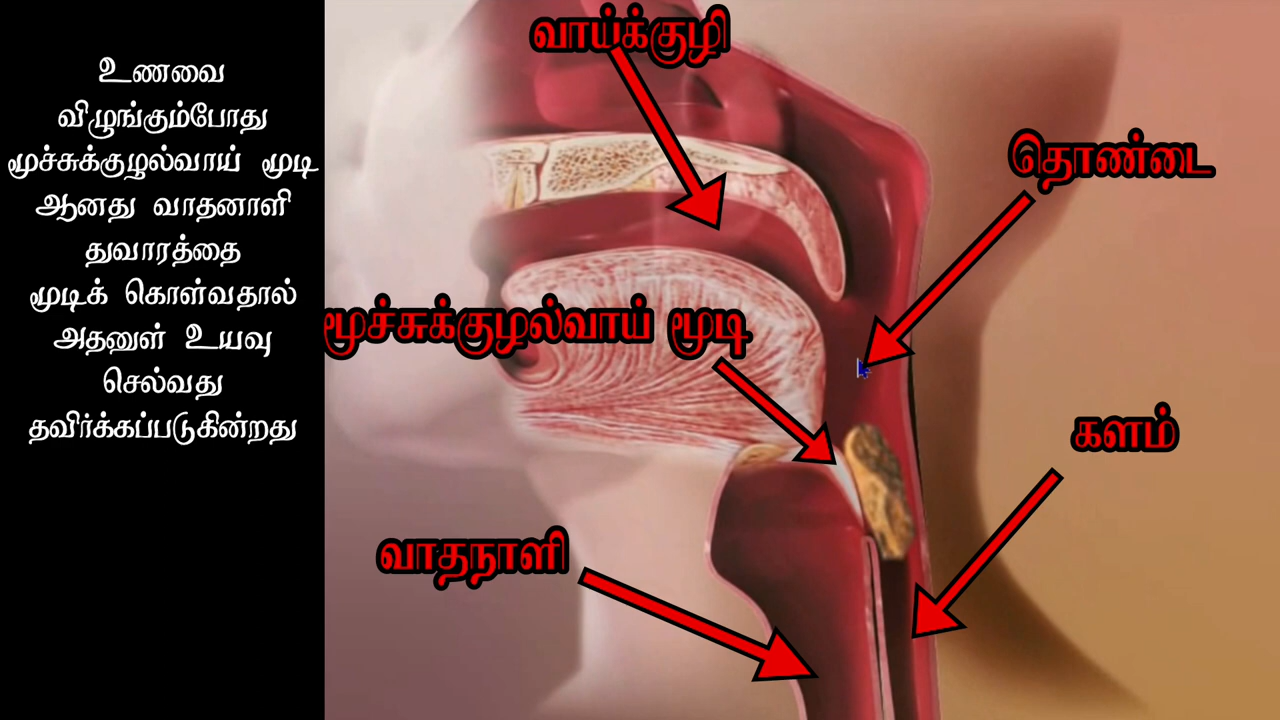 உணவை
விழுங்கும்போது
மூச்சுக்குழல்வாய் மூடி
ஆனது வாதனாளி
துவாரத்தை
மூடிக் கொள்வதால்
அதனுள் உயவு
செல்வது
தவிர்க்கப்படுகின்றது
வாய்க்குழி
தொண்டை
மூச்சுக்குழல்வாய் மூடி
களம்
வாதநாளி